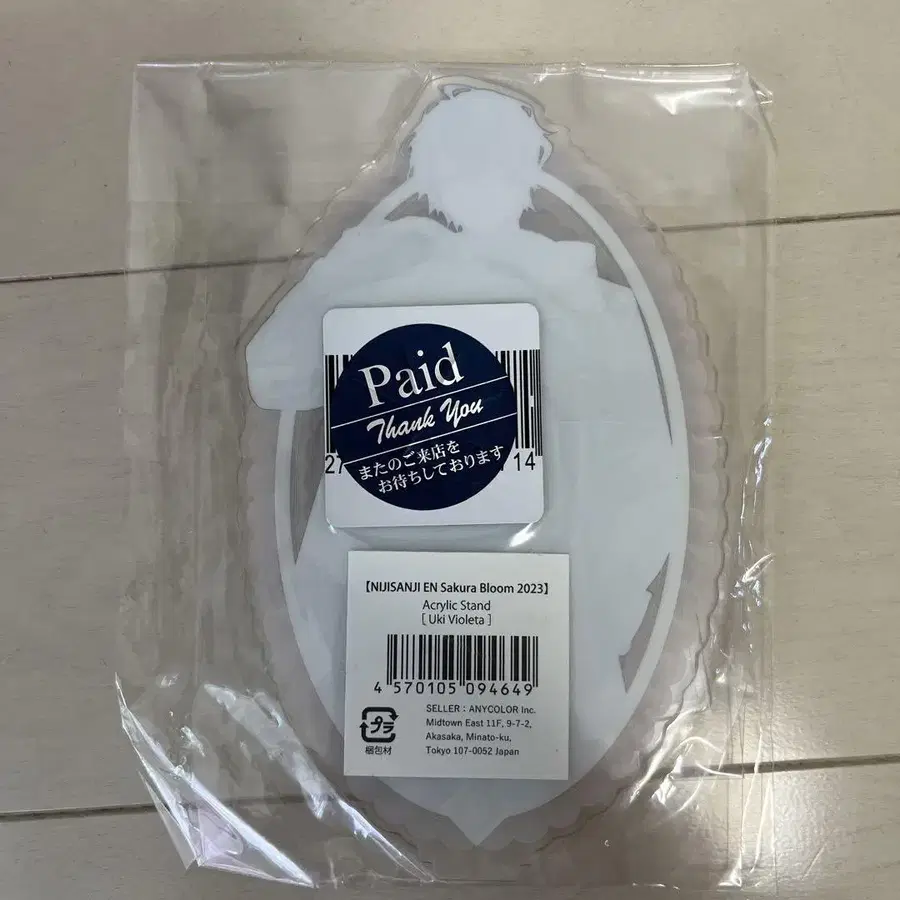 Paid
Thank You
またのご来店を
お待ちしております
27
14
【NIJISANJI EN Sakura Bloom 2023】
Acrylic Stand
[ Uki Violeta ]
4 570105 094649
SELLER : ANYCOLOR Inc.
Midtown East 11F, 9-7-2,
Akasaka, Minato-ku,
Tokyo 107-0052 Japan
プラ
梱包材